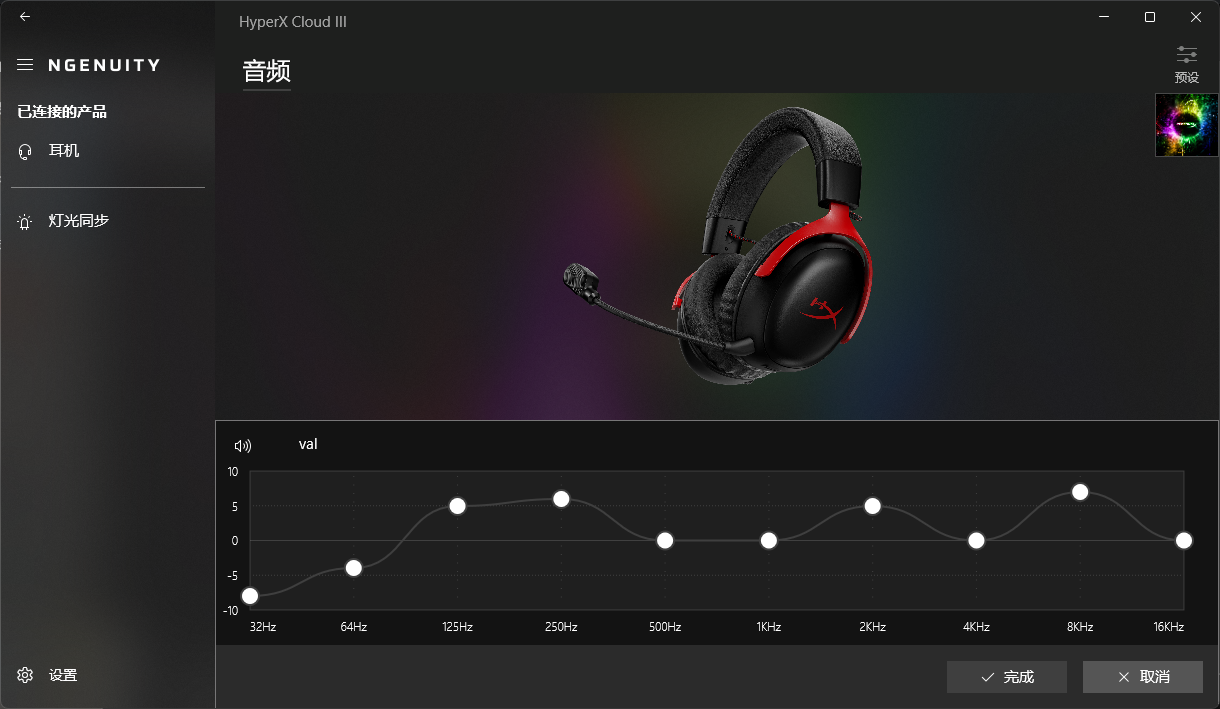 HyperX Cloud III
NGENUITY
音频
预设
已连接的产品
耳机
灯光同步
val
10
5
0
-5
-10
32Hz 64Hz 125Hz 250Hz 500Hz 1KHz 2KHz 4KHz 8KHz 16KHz
设置
完成 取消